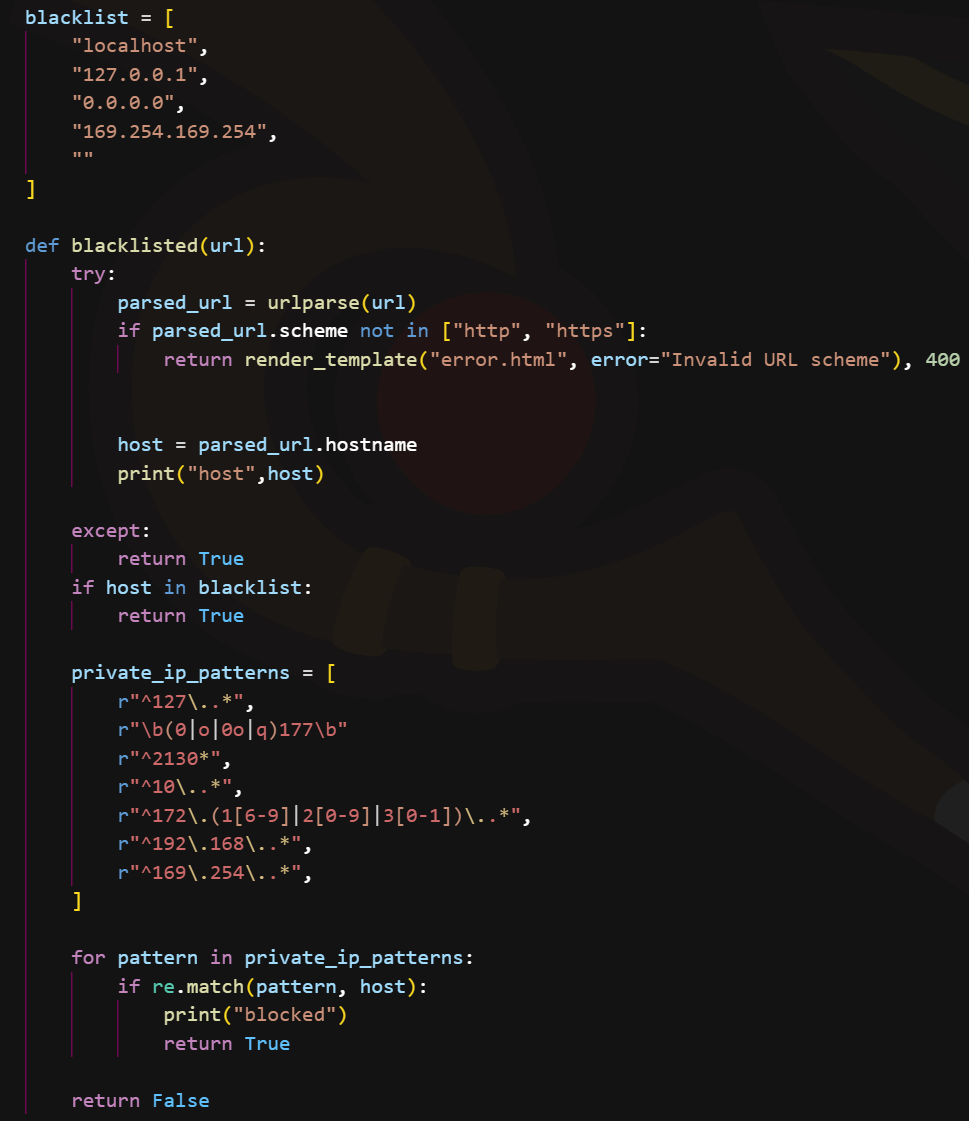 blacklist = [
    "localhost",
    "127.0.0.1",
    "0.0.0.0",
    "169.254.169.254",
    ""
]

def blacklisted(url):
    try:
        parsed_url = urlparse(url)
        if parsed_url.scheme not in ["http", "https"]:
            return render_template("error.html", error="Invalid URL scheme"), 400


        host = parsed_url.hostname
        print("host",host)

    except:
        return True
    if host in blacklist:
        return True

    private_ip_patterns = [
        r"^127\..*",
        r"\b(0|o|0o|q)177\b"
        r"^2130*",
        r"^10\..*",
        r"^172\.(1[6-9]|2[0-9]|3[0-1])\..*",
        r"^192\.168\..*",
        r"^169\.254\..*",
    ]

    for pattern in private_ip_patterns:
        if re.match(pattern, host):
            print("blocked")
            return True

    return False